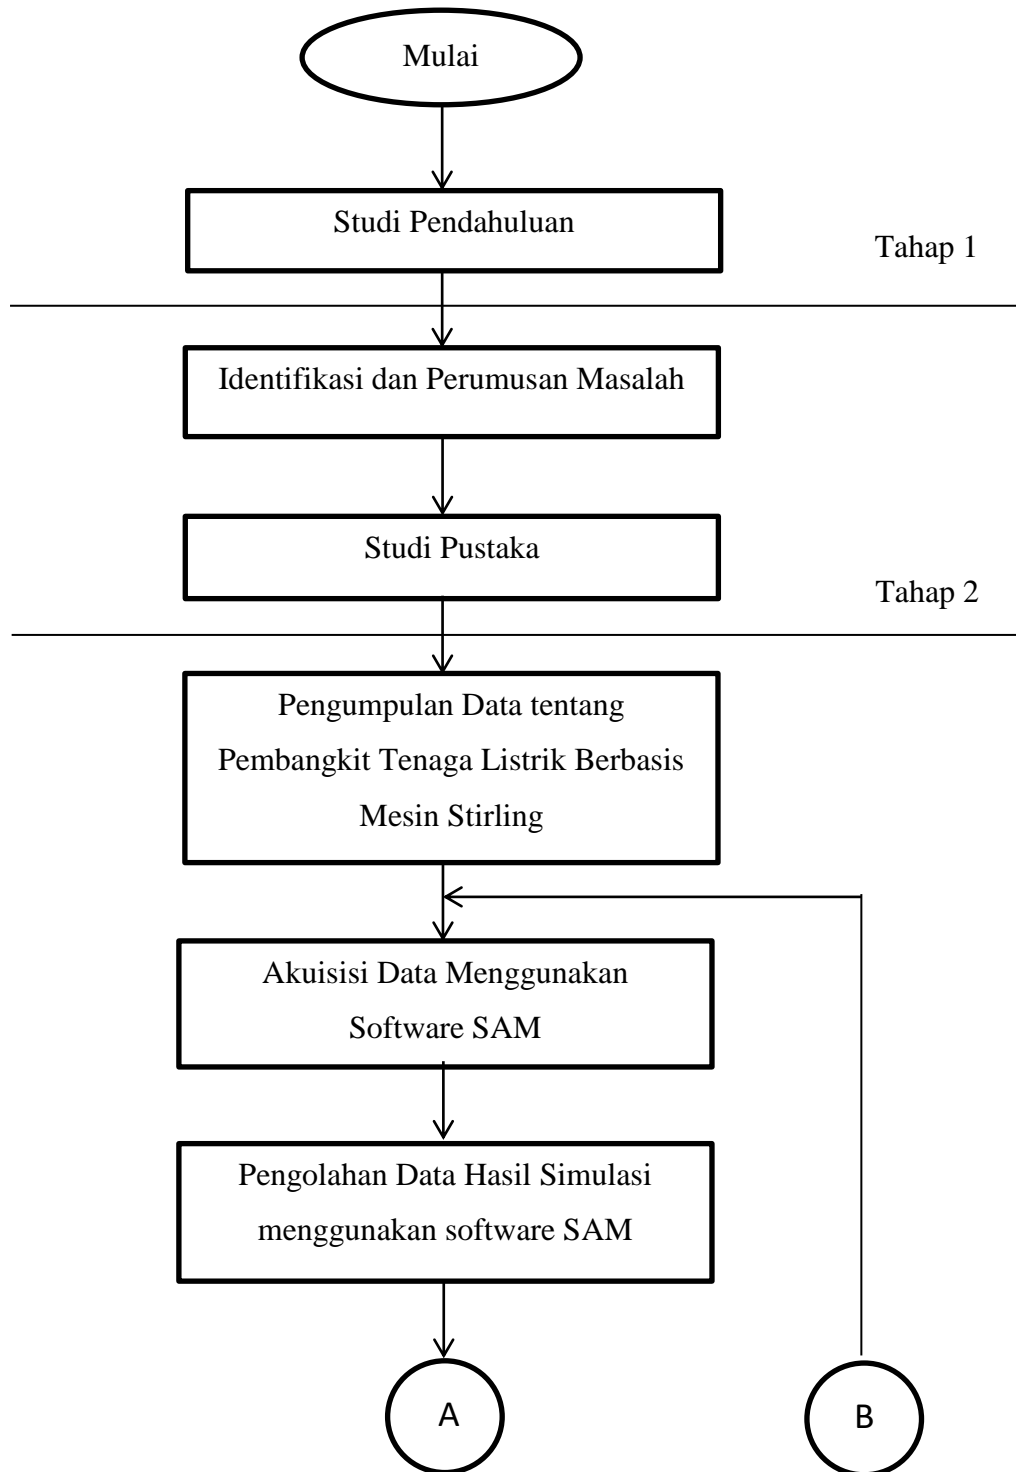 Mulai
Studi Pendahuluan
Tahap 1
Identifikasi dan Perumusan Masalah
Studi Pustaka
Tahap 2
Pengumpulan Data tentang
Pembangkit Tenaga Listrik Berbasis
Mesin Stirling
Akuisisi Data Menggunakan
Software SAM
Pengolahan Data Hasil Simulasi
menggunakan software SAM
A
B